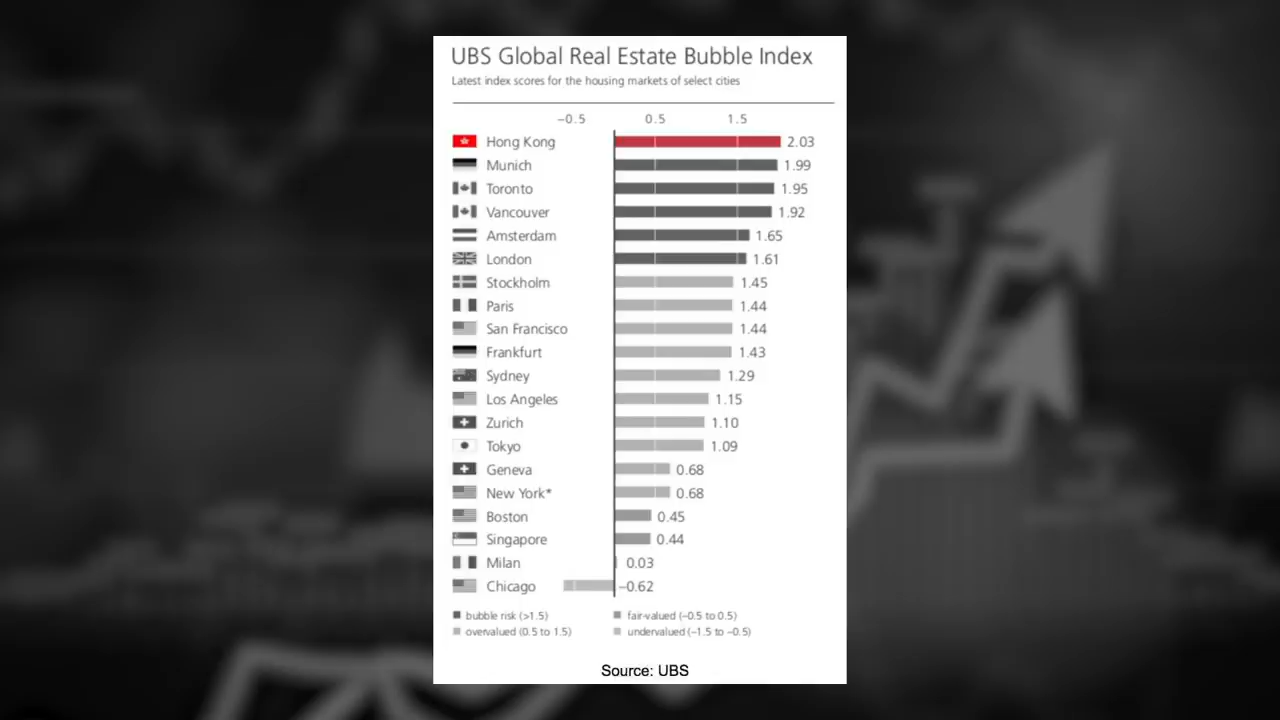 UBS Global Real Estate Bubble Index
Latest index scores for the housing markets of select cities
−0.5 0.5 1.5
Hong Kong 2.03
Munich 1.99
Toronto 1.95
Vancouver 1.92
Amsterdam 1.65
London 1.61
Stockholm 1.45
Paris 1.44
San Francisco 1.44
Frankfurt 1.43
Sydney 1.29
Los Angeles 1.15
Zurich 1.10
Tokyo 1.09
Geneva 0.68
New York* 0.68
Boston 0.45
Singapore 0.44
Milan 0.03
Chicago −0.62
bubble risk (>1.5) fair-valued (−0.5 to 0.5)
overvalued (0.5 to 1.5) undervalued (−1.5 to −0.5)
Source: UBS